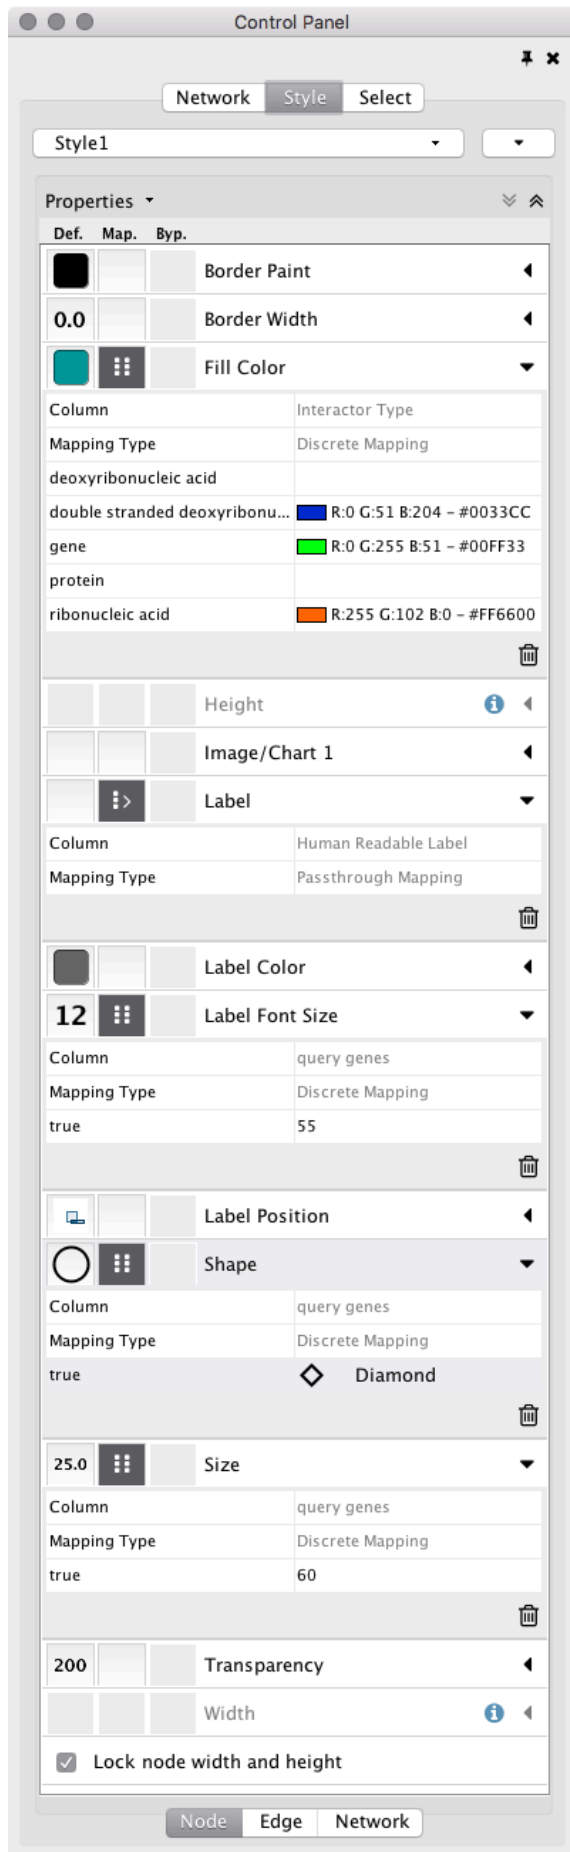 Control Panel
Network Style Select
Style1
Properties
Def. Map. Byp.
Border Paint
0.0 Border Width
Fill Color
Column Interactor Type
Mapping Type Discrete Mapping
deoxyribonucleic acid
double stranded deoxyribonu... R:0 G:51 B:204 – #0033CC
gene R:0 G:255 B:51 – #00FF33
protein
ribonucleic acid R:255 G:102 B:0 – #FF6600
Height
Image/Chart 1
Label
Column Human Readable Label
Mapping Type Passthrough Mapping
Label Color
12 Label Font Size
Column query genes
Mapping Type Discrete Mapping
true 55
Label Position
Shape
Column query genes
Mapping Type Discrete Mapping
true Diamond
25.0 Size
Column query genes
Mapping Type Discrete Mapping
true 60
200 Transparency
Width
Lock node width and height
Node Edge Network